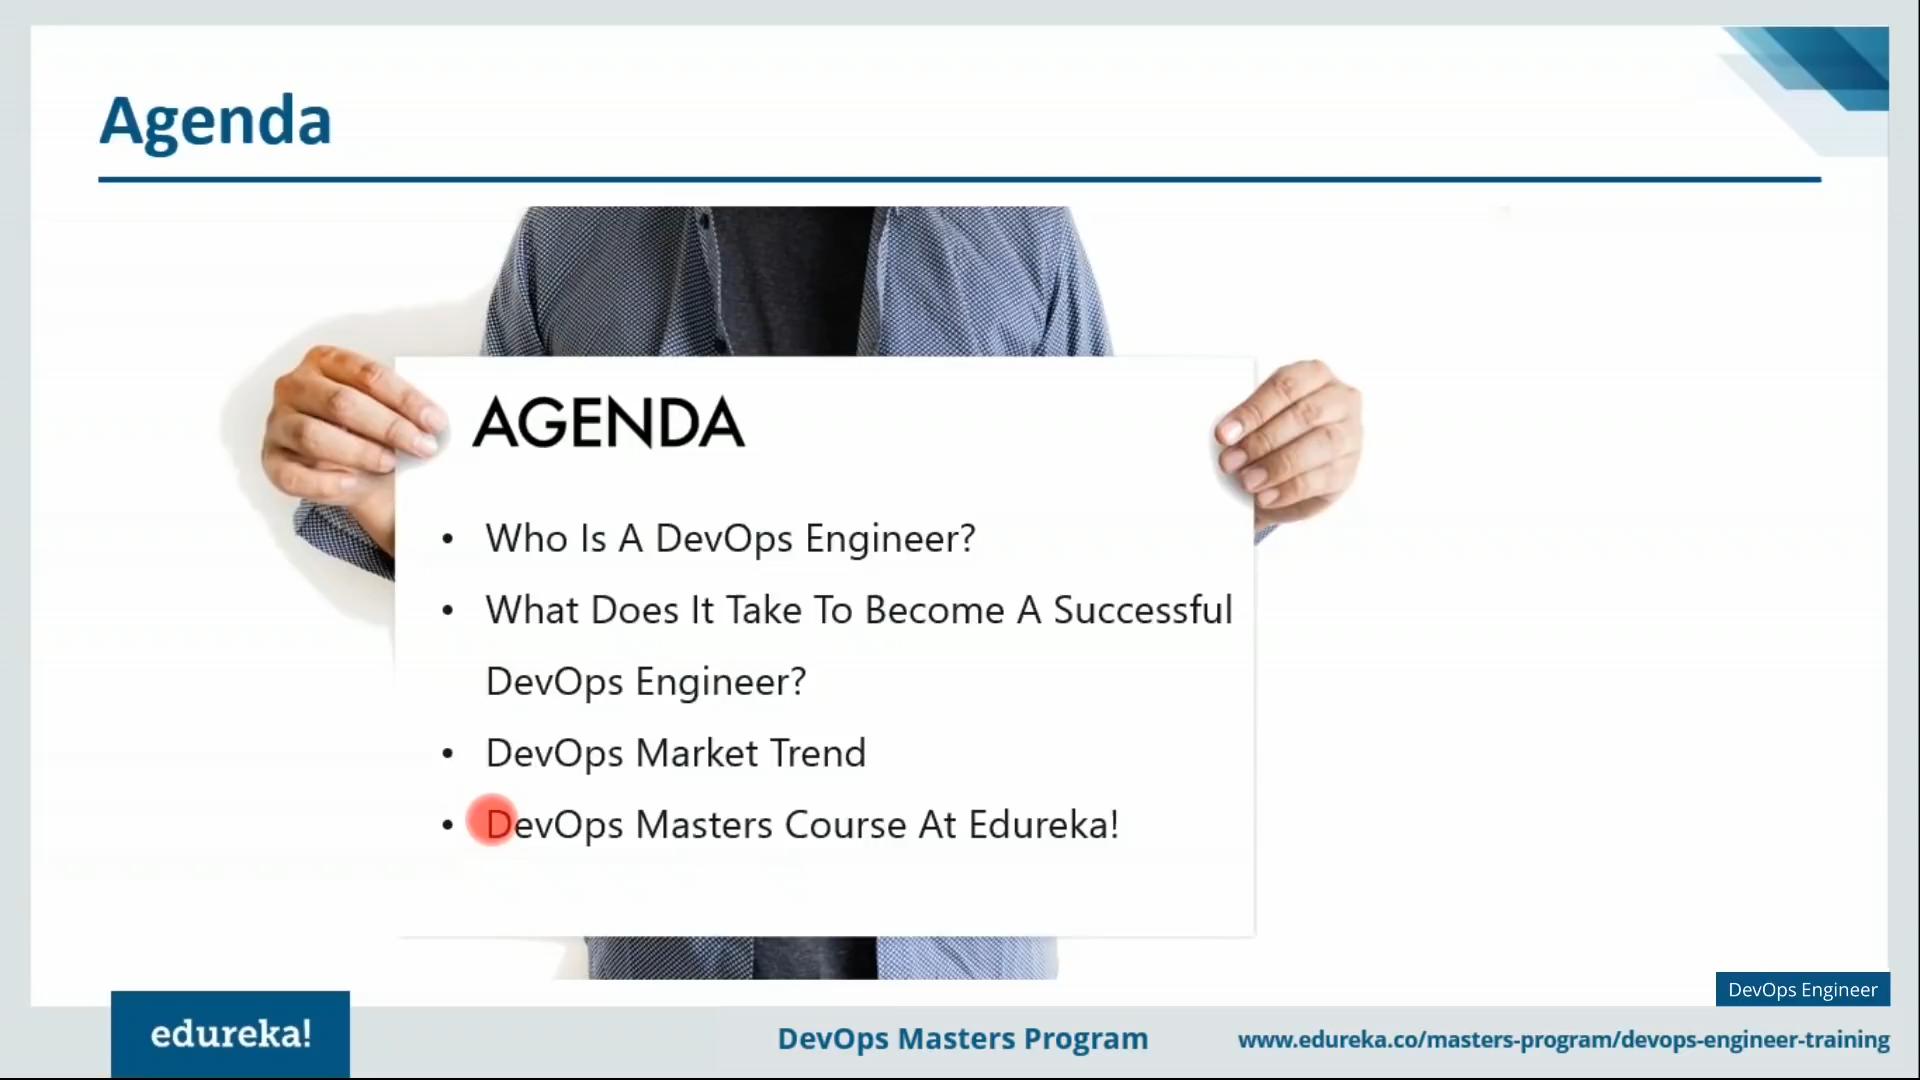 Agenda
AGENDA
• Who Is A DevOps Engineer?
• What Does It Take To Become A Successful
DevOps Engineer?
• DevOps Market Trend
• DevOps Masters Course At Edureka!
DevOps Engineer
edureka!
DevOps Masters Program
www.edureka.co/masters-program/devops-engineer-training